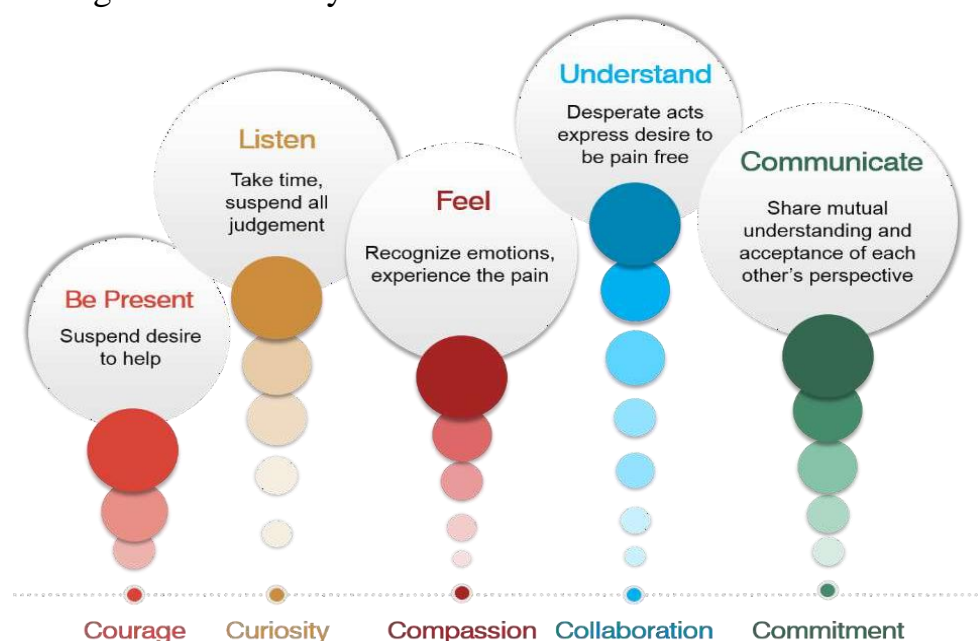 Understand
Desperate acts
express desire to
be pain free
Listen
Take time,
suspend all
judgement
Communicate
Share mutual
understanding and
acceptance of each
other's perspective
Feel
Recognize emotions,
experience the pain
Be Present
Suspend desire
to help
Courage
Curiosity
Compassion
Collaboration
Commitment